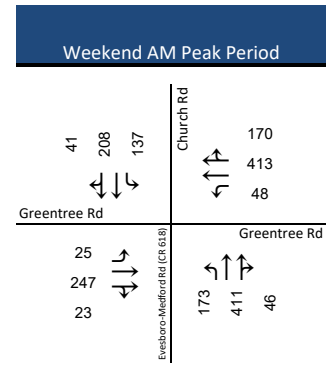 Weekend AM Peak Period
41
208
137
Church Rd
170
413
48
Greentree Rd
Greentree Rd
25
247
23
Evesboro-Medford Rd (CR 618)
173
411
46